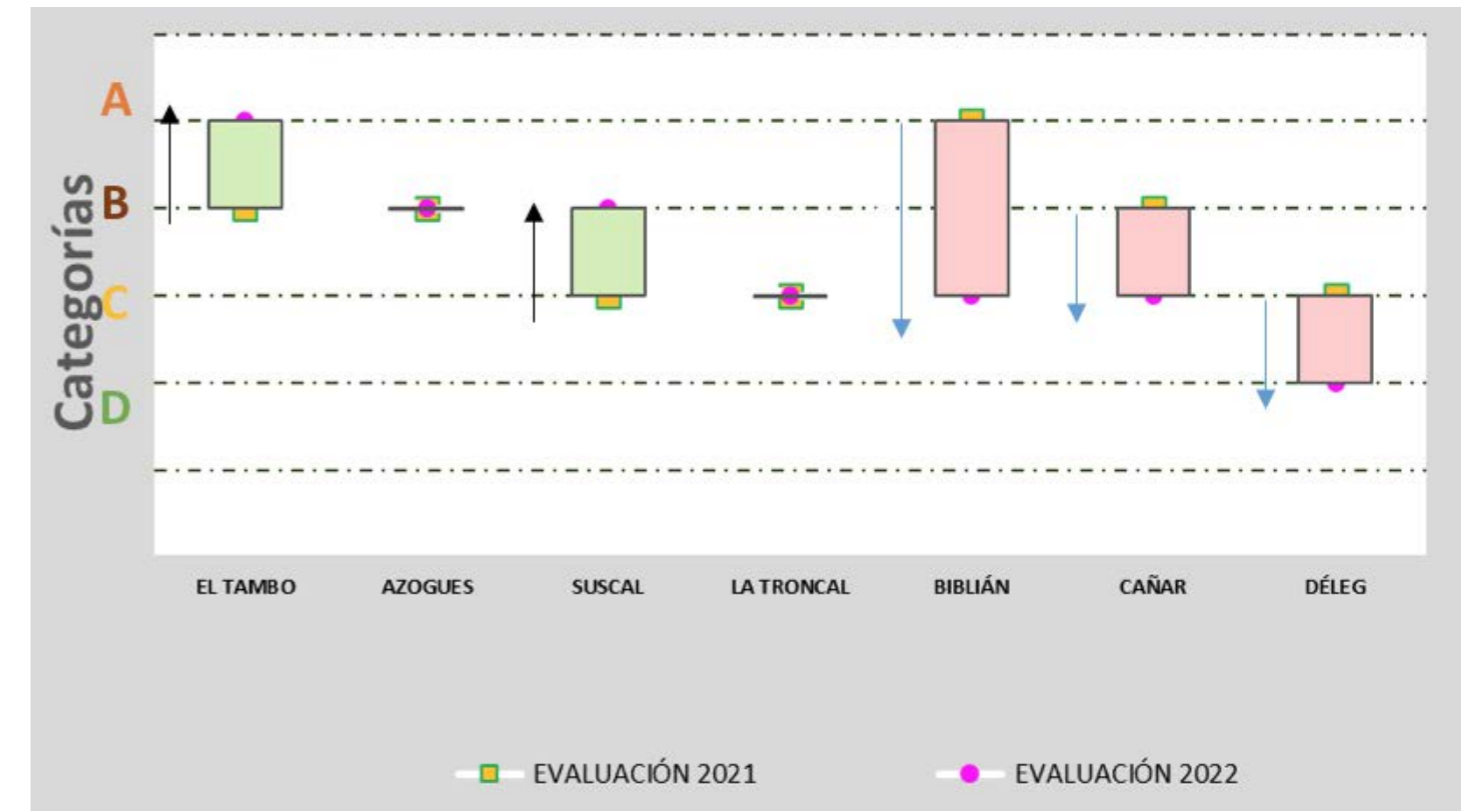 Categorías
A
B
C
D
EL TAMBO
AZOGUES
SUSCAL
LA TRONCAL
BIBLIÁN
CAÑAR
DÉLEG
EVALUACIÓN 2021
EVALUACIÓN 2022